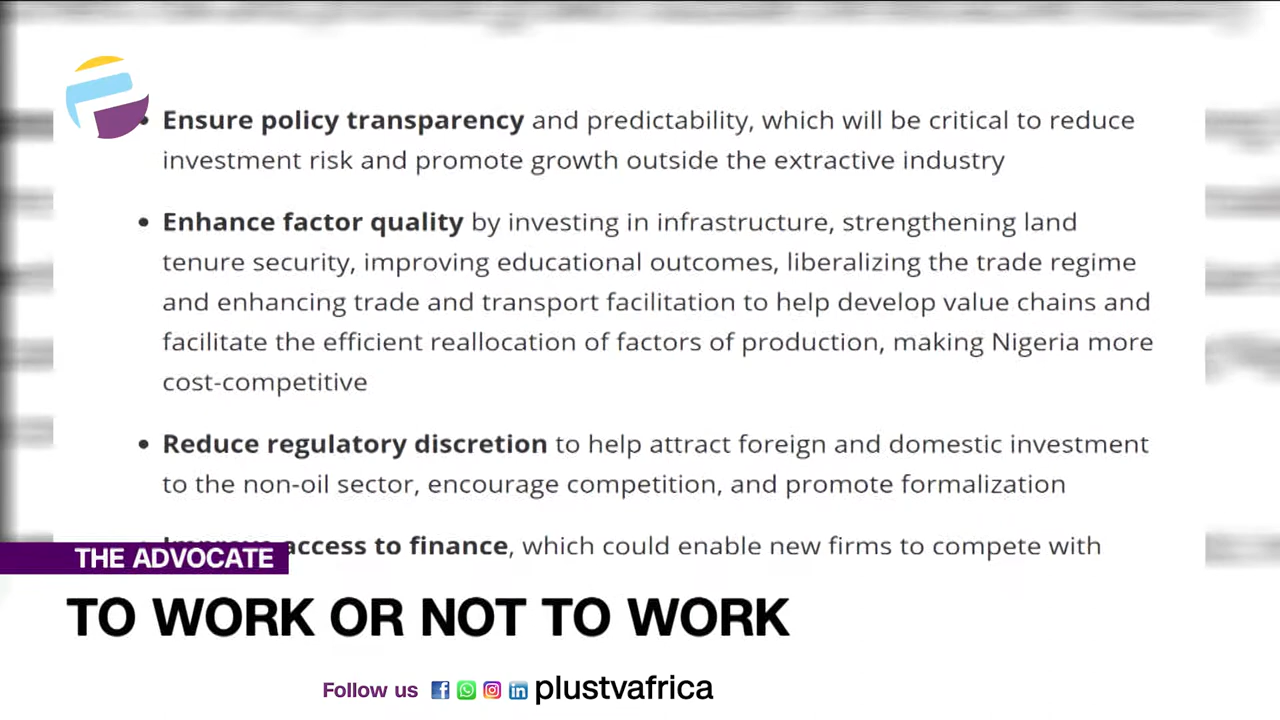 • Ensure policy transparency and predictability, which will be critical to reduce
investment risk and promote growth outside the extractive industry
• Enhance factor quality by investing in infrastructure, strengthening land
tenure security, improving educational outcomes, liberalizing the trade regime
and enhancing trade and transport facilitation to help develop value chains and
facilitate the efficient reallocation of factors of production, making Nigeria more
cost-competitive
• Reduce regulatory discretion to help attract foreign and domestic investment
to the non-oil sector, encourage competition, and promote formalization
access to finance, which could enable new firms to compete with
THE ADVOCATE
TO WORK OR NOT TO WORK
Follow us plustvafrica